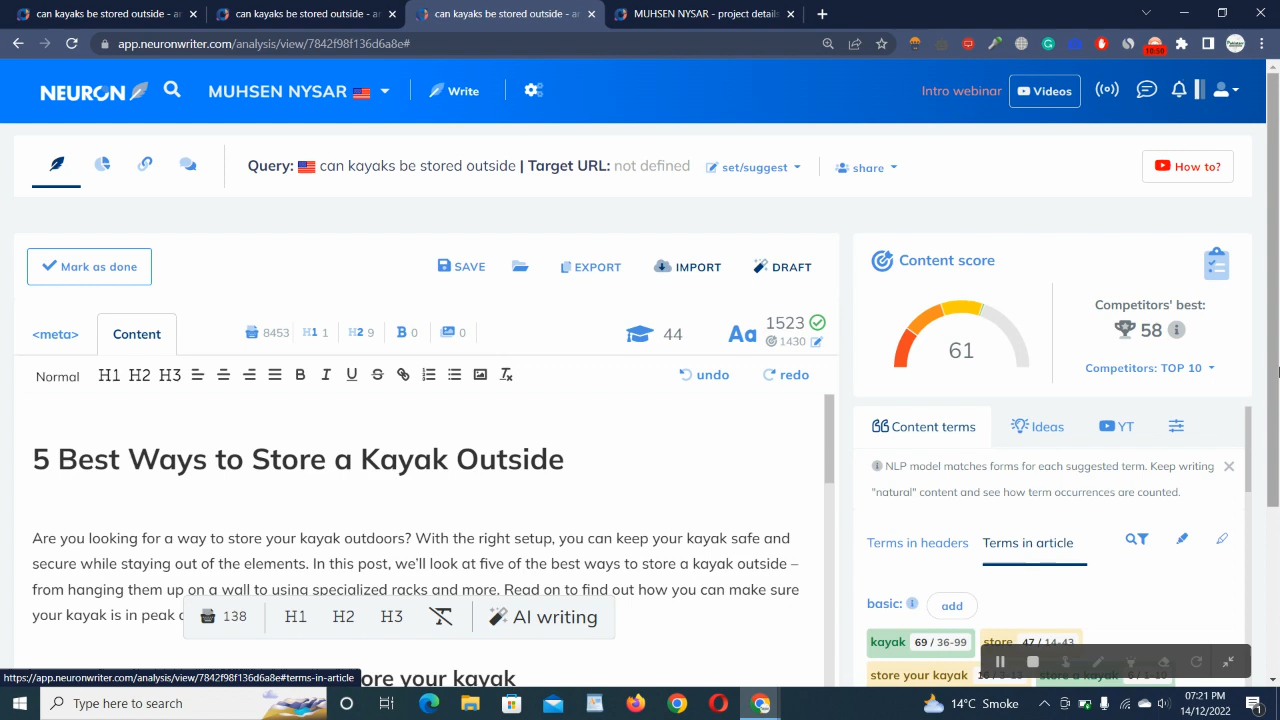 can kayaks be stored outside - ar
can kayaks be stored outside - ar
can kayaks be stored outside - ar
MUHSEN NYSAR - project details
app.neuronwriter.com/analysis/view/7842f98f136d6a8e#
10:50
NEURON
MUHSEN NYSAR
Write
Intro webinar
Videos
Query: can kayaks be stored outside | Target URL: not defined
set/suggest
share
How to?
Mark as done
SAVE
EXPORT
IMPORT
DRAFT
Content score
<meta>
Content
8453
H1 1
H2 9
B 0
0
44
Aa
1523
1430
Competitors' best:
58
61
Competitors: TOP 10
Normal
H1 H2 H3
B I U S
undo
redo
Content terms
Ideas
YT
5 Best Ways to Store a Kayak Outside
NLP model matches forms for each suggested term. Keep writing
"natural" content and see how term occurrences are counted.
Are you looking for a way to store your kayak outdoors? With the right setup, you can keep your kayak safe and
secure while staying out of the elements. In this post, we'll look at five of the best ways to store a kayak outside –
from hanging them up on a wall to using specialized racks and more. Read on to find out how you can make sure
your kayak is in peak
138
H1
H2
H3
AI writing
Terms in headers
Terms in article
basic:
add
kayak 69 / 36-99
store 47 / 14-43
store your kayak
store a kayak
ore your kayak
https://app.neuronwriter.com/analysis/view/7842f98f136d6a8e#terms-in-article
Type here to search
14°C Smoke
07:21 PM
14/12/2022